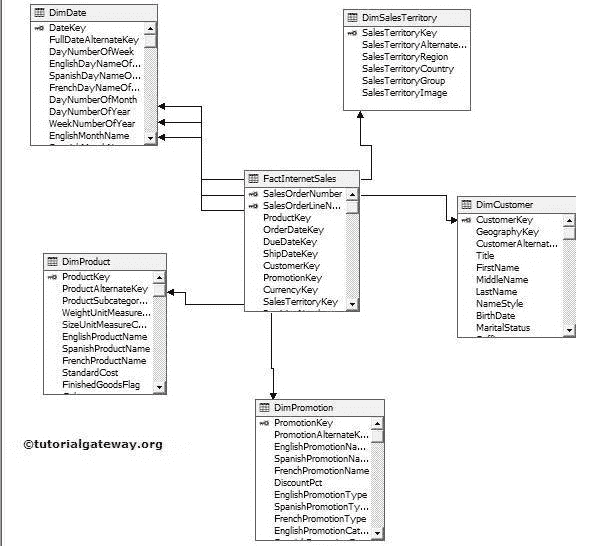 DimDate
DateKey
FullDateAlternateKey
DayNumberOfWeek
EnglishDayNameOf...
SpanishDayNameO...
FrenchDayNameOf...
DayNumberOfMonth
DayNumberOfYear
WeekNumberOfYear
EnglishMonthName
DimSalesTerritory
SalesTerritoryKey
SalesTerritoryAlternate...
SalesTerritoryRegion
SalesTerritoryCountry
SalesTerritoryGroup
SalesTerritoryImage
FactInternetSales
SalesOrderNumber
SalesOrderLineN...
ProductKey
OrderDateKey
DueDateKey
ShipDateKey
CustomerKey
PromotionKey
CurrencyKey
SalesTerritoryKey
DimCustomer
CustomerKey
GeographyKey
CustomerAlternat...
Title
FirstName
MiddleName
LastName
NameStyle
BirthDate
MaritalStatus
DimProduct
ProductKey
ProductAlternateKey
ProductSubcategor...
WeightUnitMeasure...
SizeUnitMeasureC...
EnglishProductName
SpanishProductName
FrenchProductName
StandardCost
FinishedGoodsFlag
DimPromotion
PromotionKey
PromotionAlternateK...
EnglishPromotionNa...
SpanishPromotionNa...
FrenchPromotionName
DiscountPct
EnglishPromotionType
SpanishPromotionTy...
FrenchPromotionType
EnglishPromotionCat...
©tutorialgateway.org